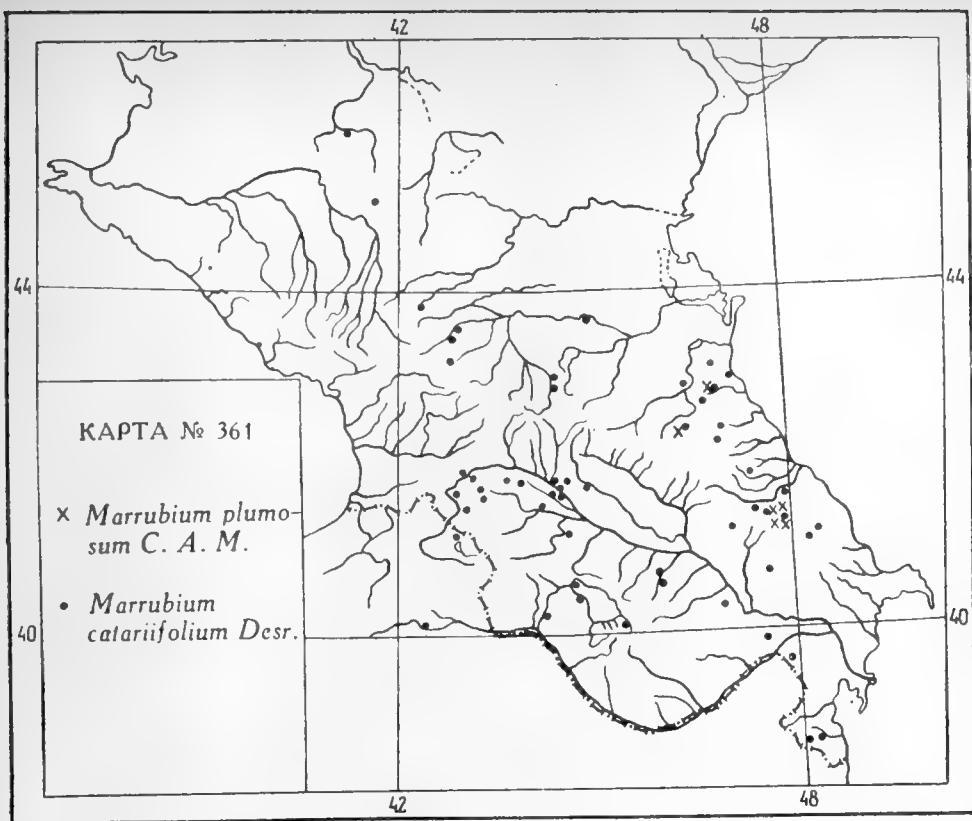 42 48
44 44
КАРТА № 361
x Marrubium plumo-
sum C. A. M.
• Marrubium
catariifolium Desr.
40 40
42 48